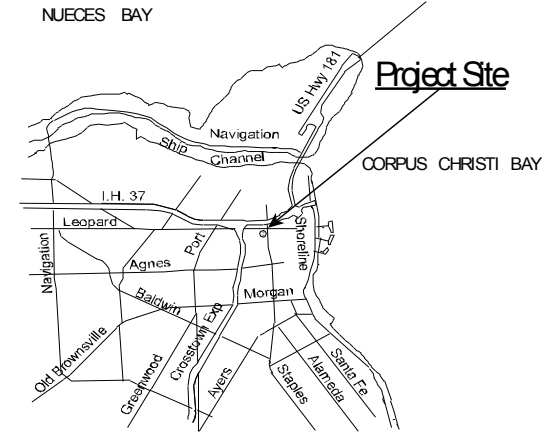 NUECES BAY
US Hwy 181
Project Site
Navigation
Ship
Channel
CORPUS CHRISTI BAY
I.H. 37
Leopard
Port
Shoreline
Navigation
Agnes
Baldwin
Morgan
Crosstown Exp
Old Brownsville
Greenwood
Ayers
Staples
Alameda
Santa Fe